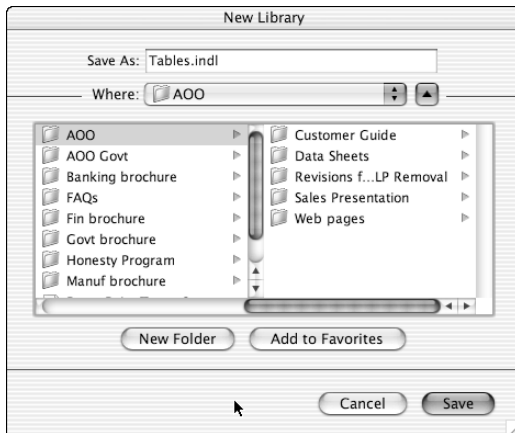 New Library
Save As: Tables.indl
Where: AOO
AOO
AOO Govt
Banking brochure
FAQs
Fin brochure
Govt brochure
Honesty Program
Manuf brochure
Customer Guide
Data Sheets
Revisions f...LP Removal
Sales Presentation
Web pages
New Folder
Add to Favorites
Cancel
Save